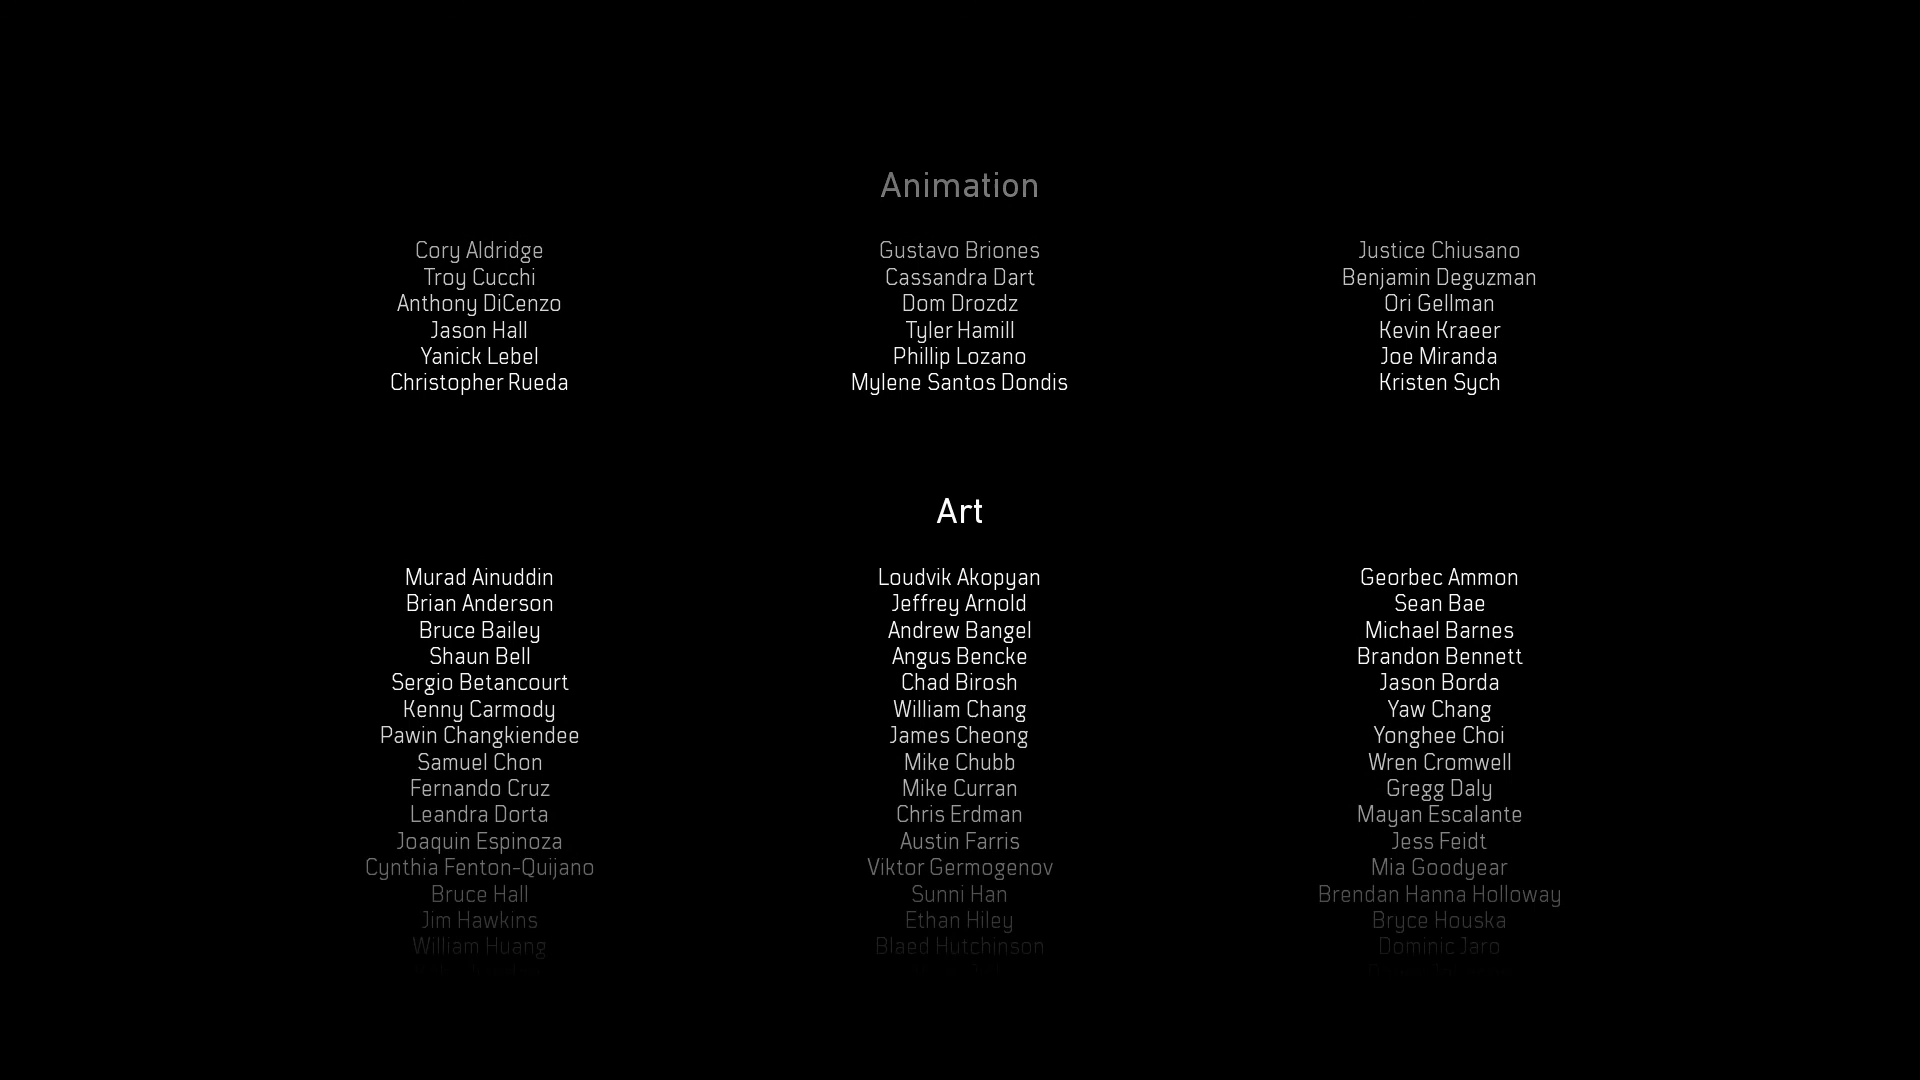 Animation
Cory Aldridge Gustavo Briones Justice Chiusano
Troy Cucchi Cassandra Dart Benjamin Deguzman
Anthony DiCenzo Dom Drozdz Ori Gellman
Jason Hall Tyler Hamill Kevin Kraeer
Yanick Lebel Phillip Lozano Joe Miranda
Christopher Rueda Mylene Santos Dondis Kristen Sych
Art
Murad Ainuddin Loudvik Akopyan Georbec Ammon
Brian Anderson Jeffrey Arnold Sean Bae
Bruce Bailey Andrew Bangel Michael Barnes
Shaun Bell Angus Bencke Brandon Bennett
Sergio Betancourt Chad Birosh Jason Borda
Kenny Carmody William Chang Yaw Chang
Pawin Changkiendee James Cheong Yonghee Choi
Samuel Chon Mike Chubb Wren Cromwell
Fernando Cruz Mike Curran Gregg Daly
Leandra Dorta Chris Erdman Mayan Escalante
Joaquin Espinoza Austin Farris Jess Feidt
Cynthia Fenton-Quijano Viktor Germogenov Mia Goodyear
Bruce Hall Sunni Han Brendan Hanna Holloway
Jim Hawkins Ethan Hiley Bryce Houska
William Huang Blaed Hutchinson Dominic Jaro